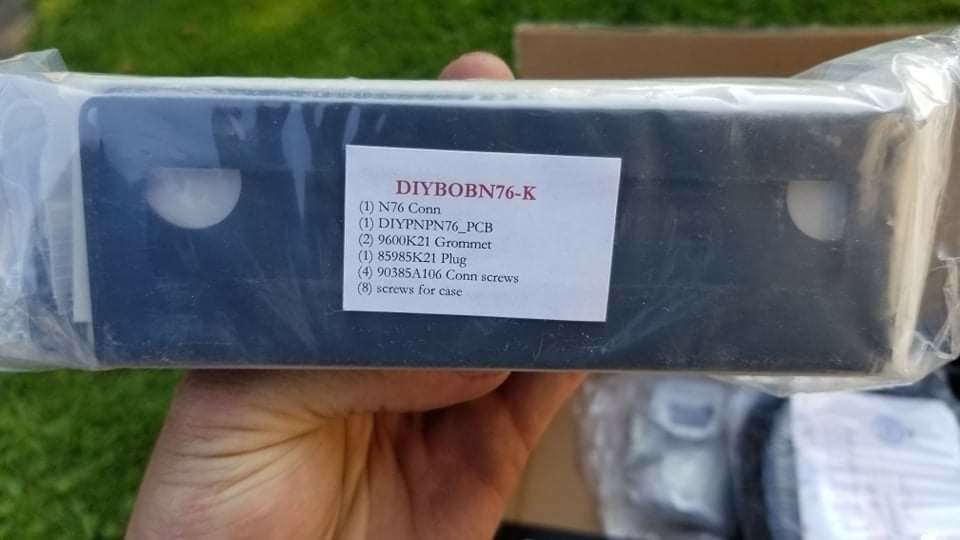 DIYBOBN76-K
(1) N76 Conn
(1) DIYPNPN76_PCB
(2) 9600K21 Grommet
(1) 85985K21 Plug
(4) 90385A106 Conn screws
(8) screws for case